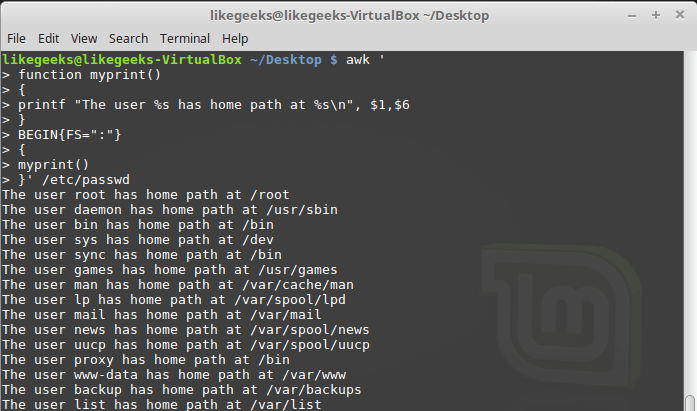 likegeeks@likegeeks-VirtualBox ~/Desktop
File Edit View Search Terminal Help
likegeeks@likegeeks-VirtualBox ~/Desktop $ awk '
> function myprint()
> {
> printf "The user %s has home path at %s\n", $1,$6
> }
> BEGIN{FS=":"}
> {
> myprint()
> }' /etc/passwd
The user root has home path at /root
The user daemon has home path at /usr/sbin
The user bin has home path at /bin
The user sys has home path at /dev
The user sync has home path at /bin
The user games has home path at /usr/games
The user man has home path at /var/cache/man
The user lp has home path at /var/spool/lpd
The user mail has home path at /var/mail
The user news has home path at /var/spool/news
The user uucp has home path at /var/spool/uucp
The user proxy has home path at /bin
The user www-data has home path at /var/www
The user backup has home path at /var/backups
The user list has home path at /var/list